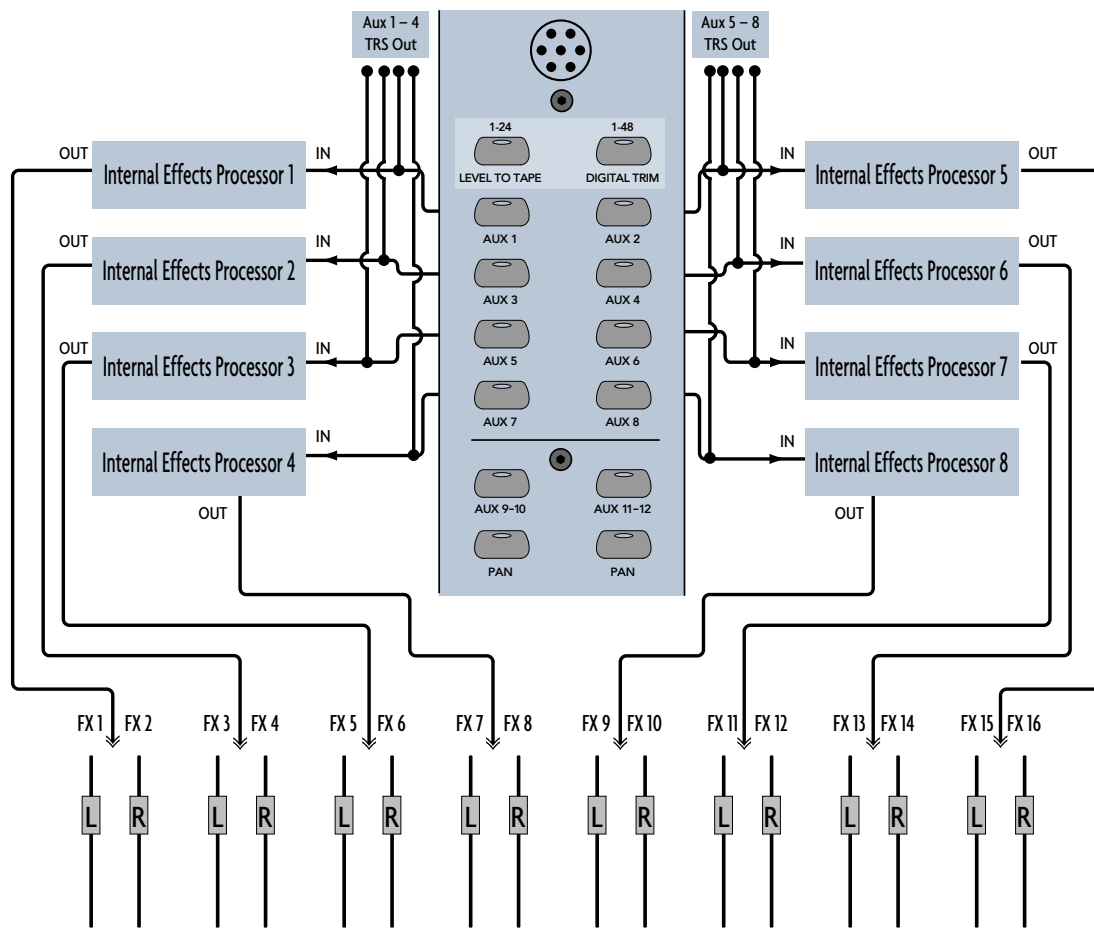 Aux 1 – 4
TRS Out
Aux 5 – 8
TRS Out
1-24
1-48
LEVEL TO TAPE
DIGITAL TRIM
OUT
Internal Effects Processor 1
IN
IN
Internal Effects Processor 5
OUT
AUX 1
AUX 2
OUT
Internal Effects Processor 2
IN
IN
Internal Effects Processor 6
OUT
AUX 3
AUX 4
OUT
Internal Effects Processor 3
IN
IN
Internal Effects Processor 7
OUT
AUX 5
AUX 6
AUX 7
AUX 8
Internal Effects Processor 4
IN
IN
Internal Effects Processor 8
OUT
OUT
AUX 9–10
AUX 11–12
PAN
PAN
FX 1 FX 2 FX 3 FX 4 FX 5 FX 6 FX 7 FX 8 FX 9 FX 10 FX 11 FX 12 FX 13 FX 14 FX 15 FX 16
L R L R L R L R L R L R L R L R